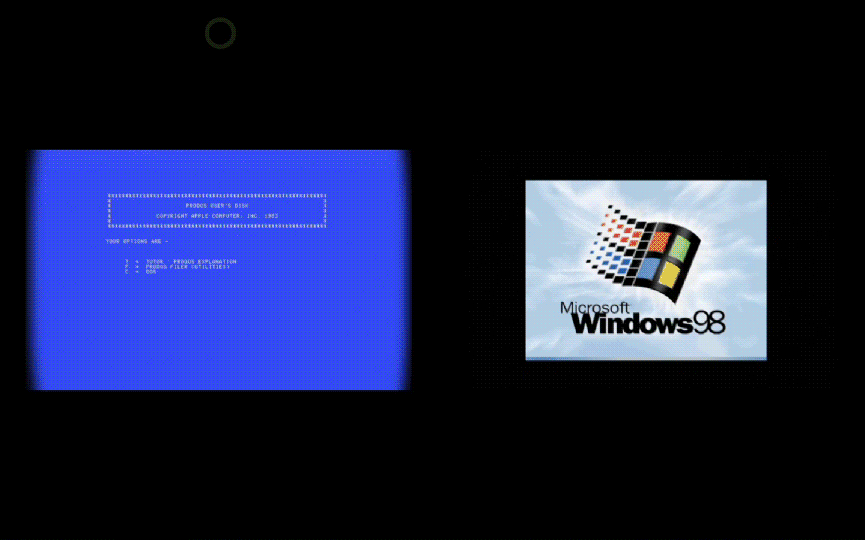 PRODOS USER'S DISK
COPYRIGHT APPLE COMPUTER, INC. 1983
YOUR OPTIONS ARE -
T - TUTOR: PRODOS EXPLANATION
F - PRODOS FILER (UTILITIES)
Microsoft
Windows98